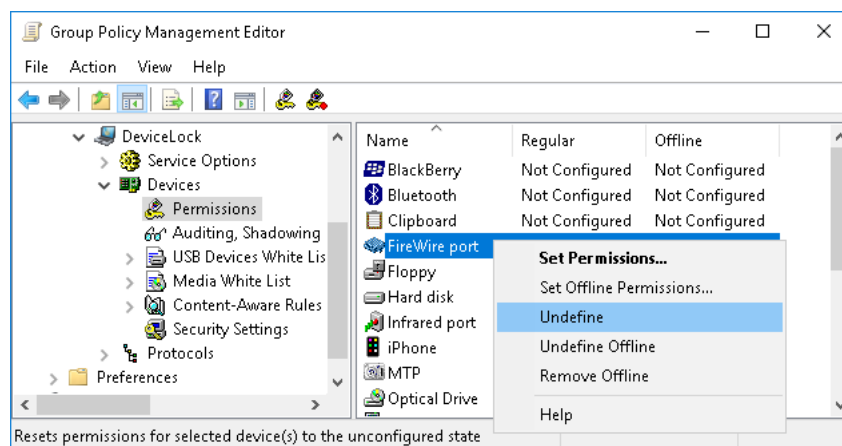 Group Policy Management Editor
File Action View Help
DeviceLock
Service Options
Devices
Permissions
Auditing, Shadowing
USB Devices White Lis
Media White List
Content-Aware Rules
Security Settings
Protocols
Preferences
Name Regular Offline
BlackBerry Not Configured Not Configured
Bluetooth Not Configured Not Configured
Clipboard Not Configured Not Configured
FireWire port
Floppy
Hard disk
Infrared port
iPhone
MTP
Optical Drive
Set Permissions...
Set Offline Permissions...
Undefine
Undefine Offline
Remove Offline
Help
Resets permissions for selected device(s) to the unconfigured state